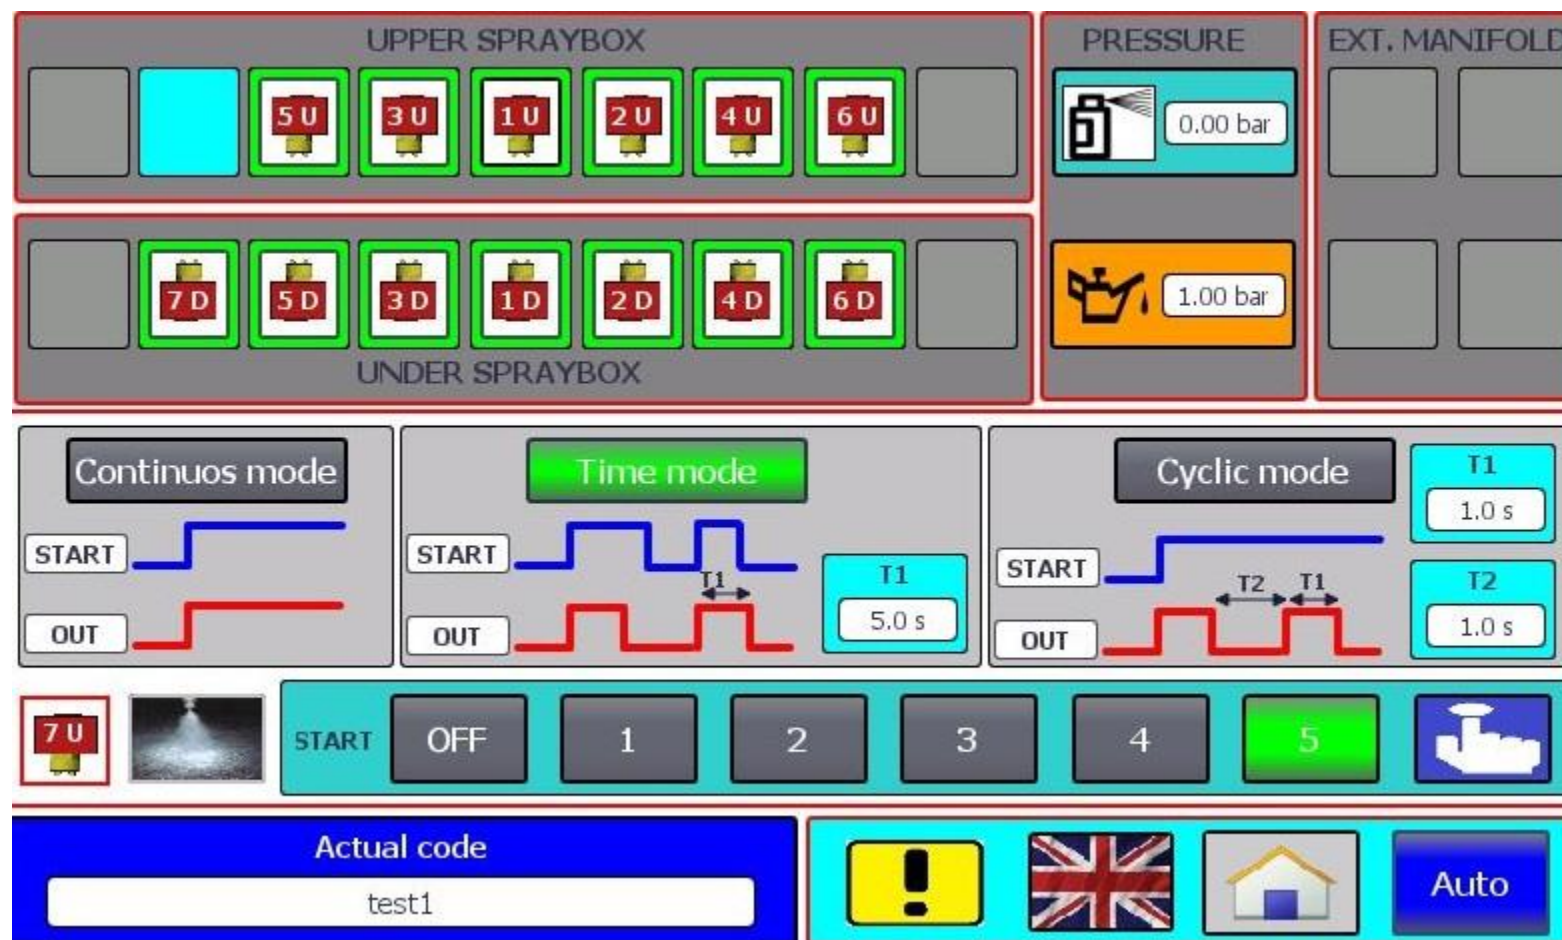 UPPER SPRAYBOX
5 U
3 U
1 U
2 U
4 U
6 U
PRESSURE
0.00 bar
EXT. MANIFOLD
7 D
5 D
3 D
1 D
2 D
4 D
6 D
UNDER SPRAYBOX
1.00 bar
Continuos mode
START
OUT
Time mode
START
T1
OUT
T1
5.0 s
Cyclic mode
START
T2 T1
OUT
T1
1.0 s
T2
1.0 s
7 U
START
OFF
1
2
3
4
5
Actual code
test1
!
Auto